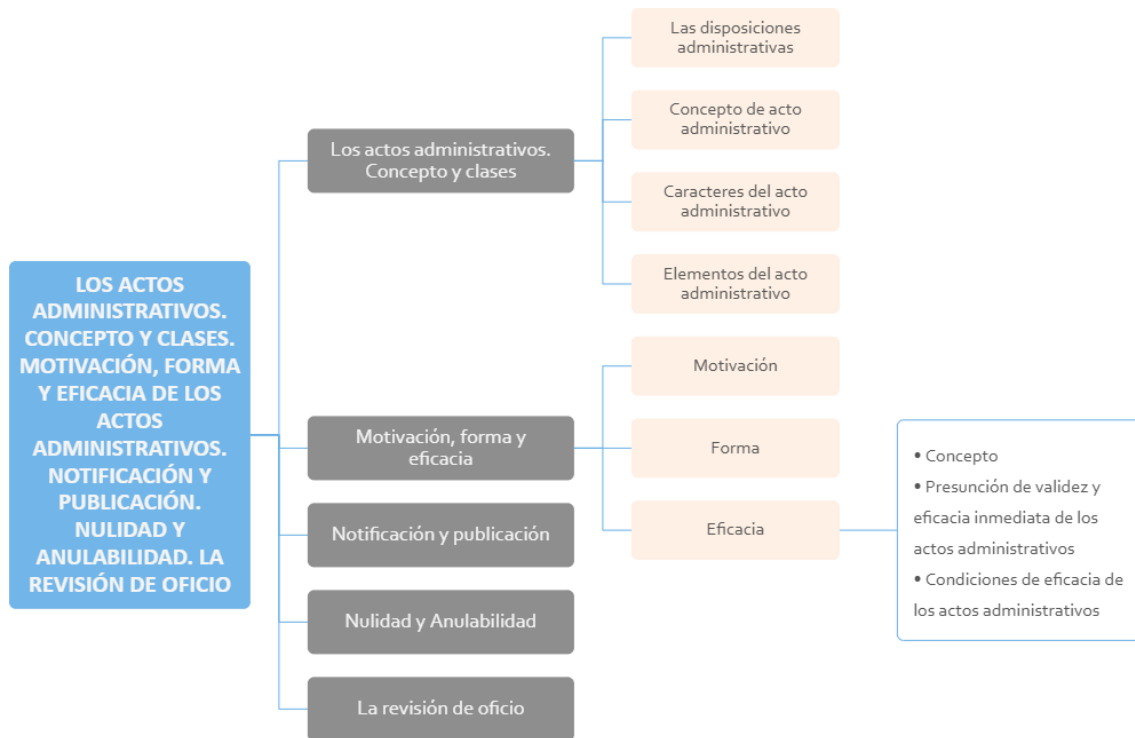 LOS ACTOS
ADMINISTRATIVOS.
CONCEPTO Y CLASES.
MOTIVACIÓN, FORMA
Y EFICACIA DE LOS
ACTOS
ADMINISTRATIVOS.
NOTIFICACIÓN Y
PUBLICACIÓN.
NULIDAD Y
ANULABILIDAD. LA
REVISIÓN DE OFICIO
Los actos administrativos.
Concepto y clases
Las disposiciones
administrativas
Concepto de acto
administrativo
Caracteres del acto
administrativo
Elementos del acto
administrativo
Motivación, forma y
eficacia
Motivación
Forma
Eficacia
• Concepto
• Presunción de validez y
eficacia inmediata de los
actos administrativos
• Condiciones de eficacia de
los actos administrativos
Notificación y publicación
Nulidad y Anulabilidad
La revisión de oficio